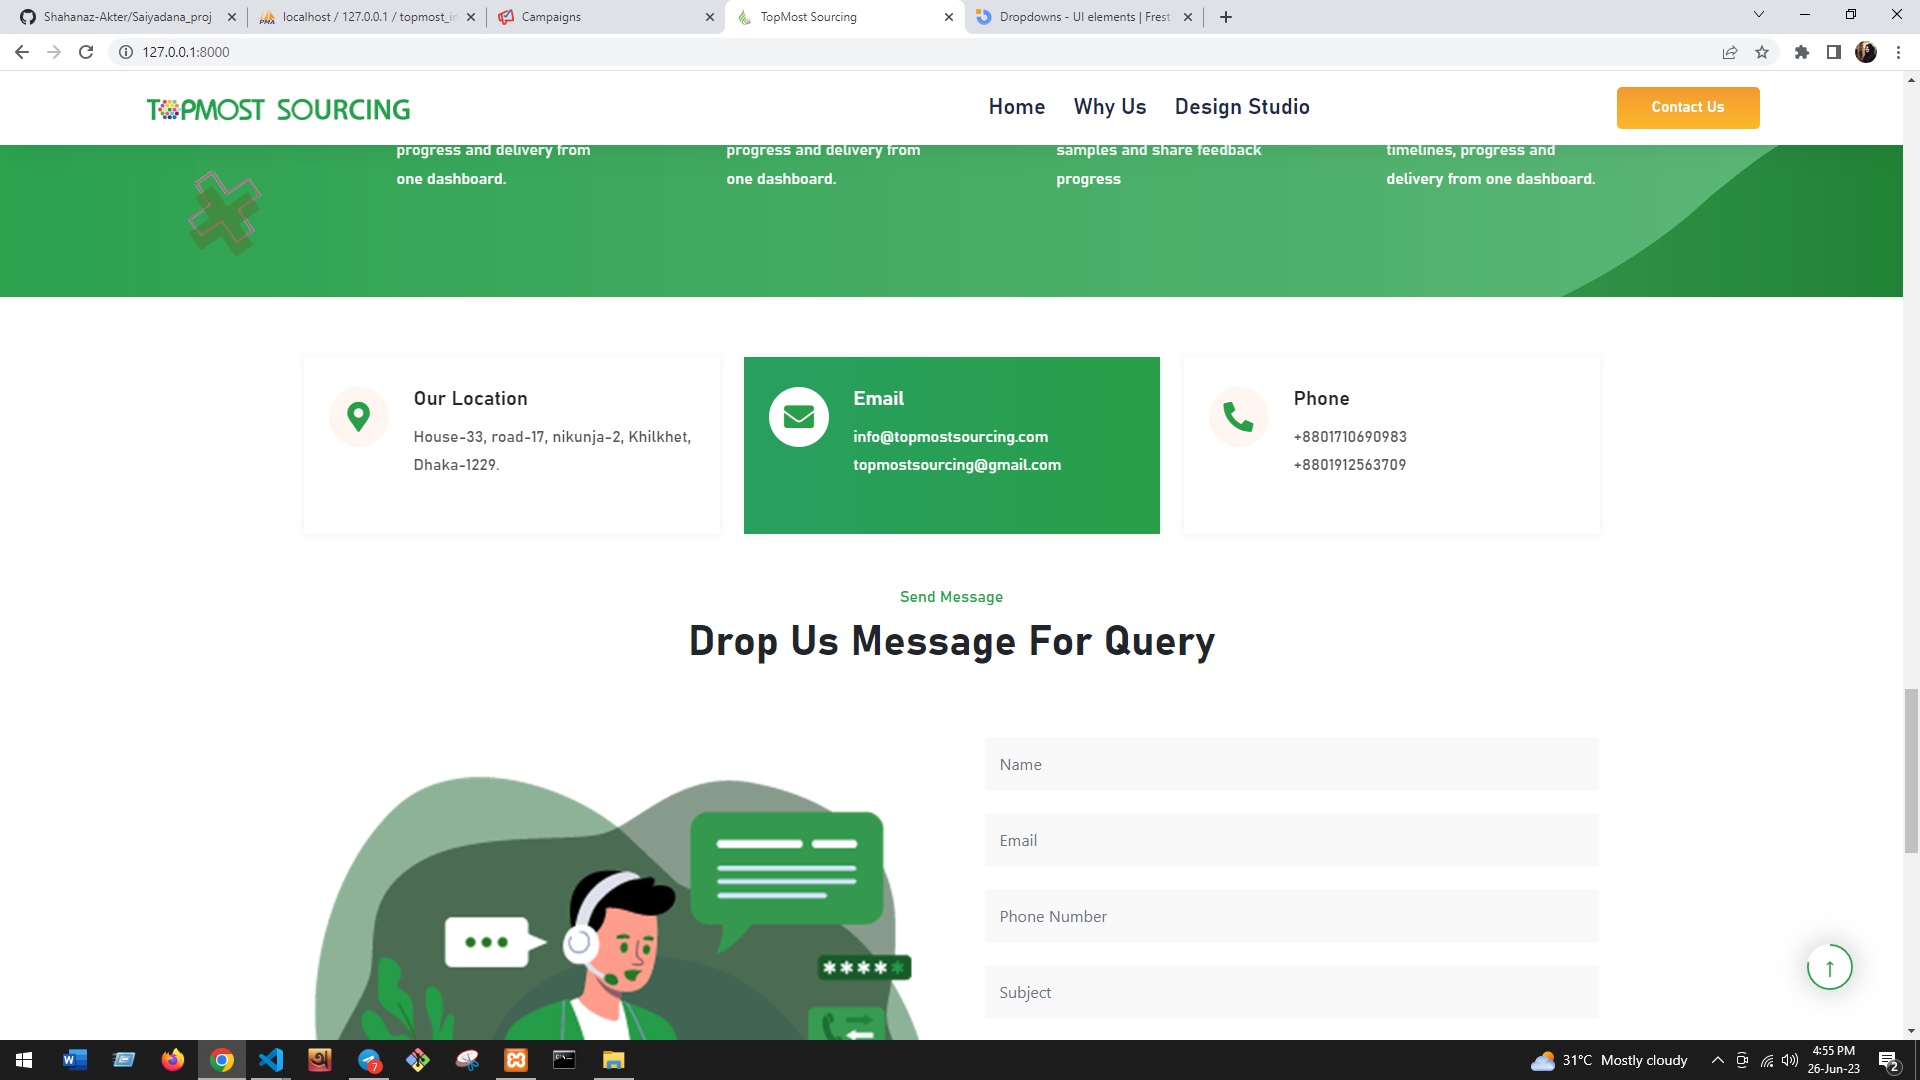 Shahanaz-Akter/Saiyadana_proj
localhost / 127.0.0.1 / topmost_in
Campaigns
TopMost Sourcing
Dropdowns - UI elements | Frest
127.0.0.1:8000
TOPMOST SOURCING
Home
Why Us
Design Studio
Contact Us
progress and delivery from
one dashboard.
progress and delivery from
one dashboard.
samples and share feedback
progress
timelines, progress and
delivery from one dashboard.
Our Location
House-33, road-17, nikunja-2, Khilkhet,
Dhaka-1229.
Email
info@topmostsourcing.com
topmostsourcing@gmail.com
Phone
+8801710690983
+8801912563709
Send Message
Drop Us Message For Query
Name
Email
Phone Number
Subject
*****
7
31°C Mostly cloudy
4:55 PM
26-Jun-23
2